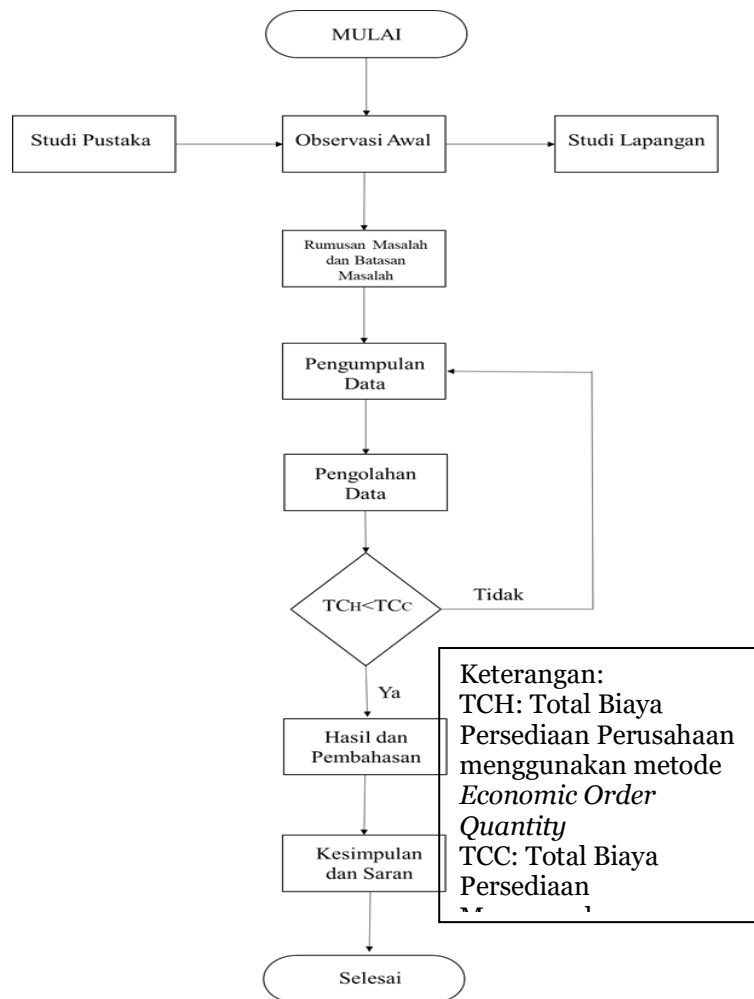 MULAI
Studi Pustaka
Observasi Awal
Studi Lapangan
Rumusan Masalah
dan Batasan
Masalah
Pengumpulan
Data
Pengolahan
Data
TCH<TCC
Tidak
Ya
Hasil dan
Pembahasan
Kesimpulan
dan Saran
Selesai
Keterangan:
TCH: Total Biaya
Persediaan Perusahaan
menggunakan metode
Economic Order
Quantity
TCC: Total Biaya
Persediaan